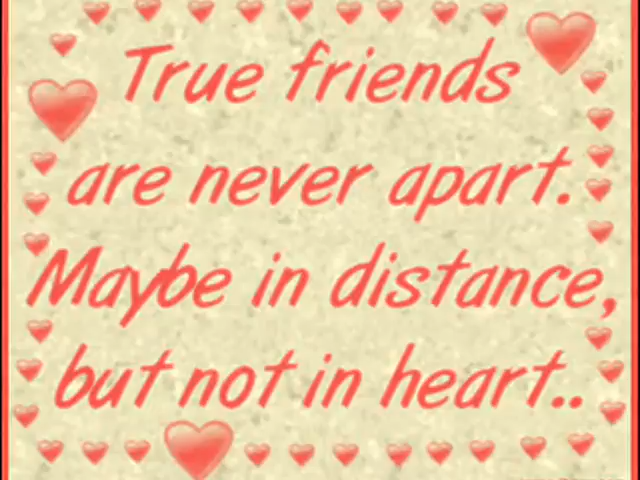 True friends
are never apart.
Maybe in distance,
but not in heart..